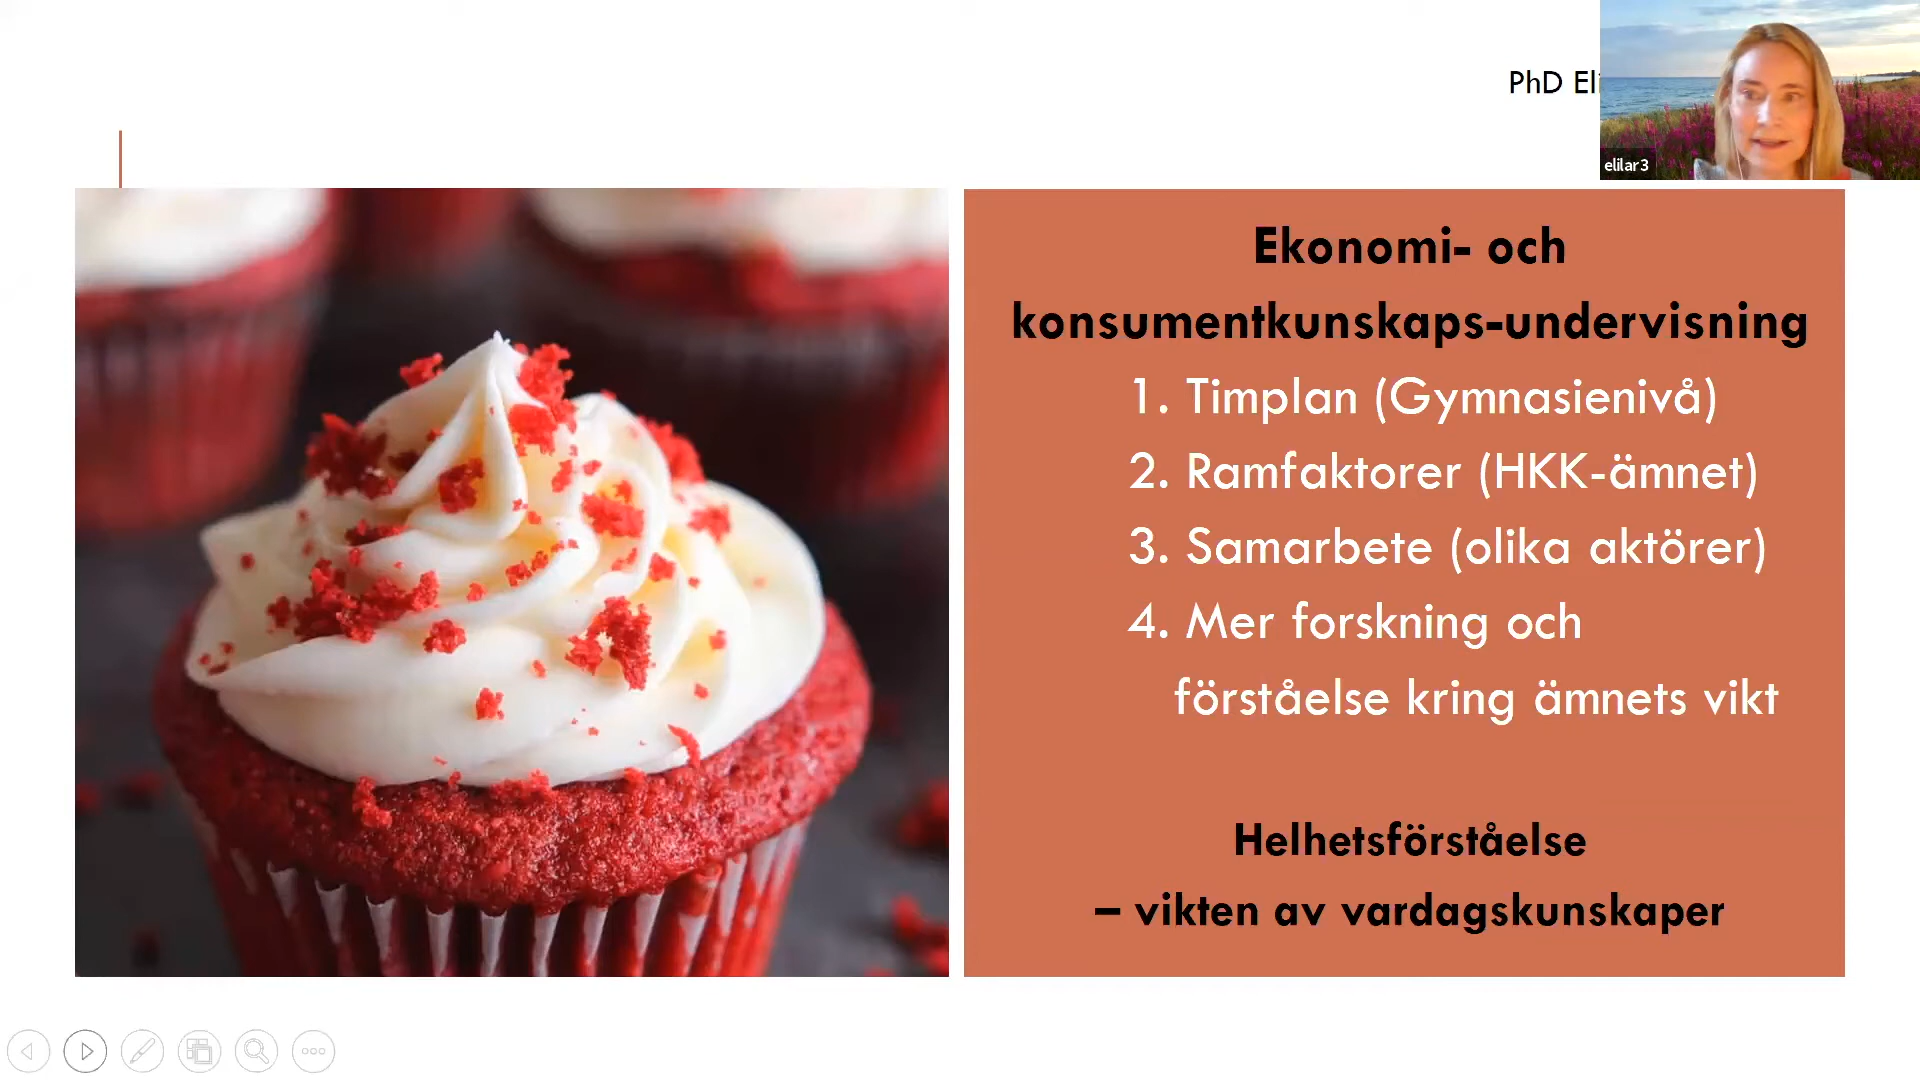 PhD
elilar3
Ekonomi- och
konsumentkunskaps-undervisning
1. Timplan (Gymnasienivå)
2. Ramfaktorer (HKK-ämnet)
3. Samarbete (olika aktörer)
4. Mer forskning och
förståelse kring ämnets vikt
Helhetsförståelse
– vikten av vardagskunskaper